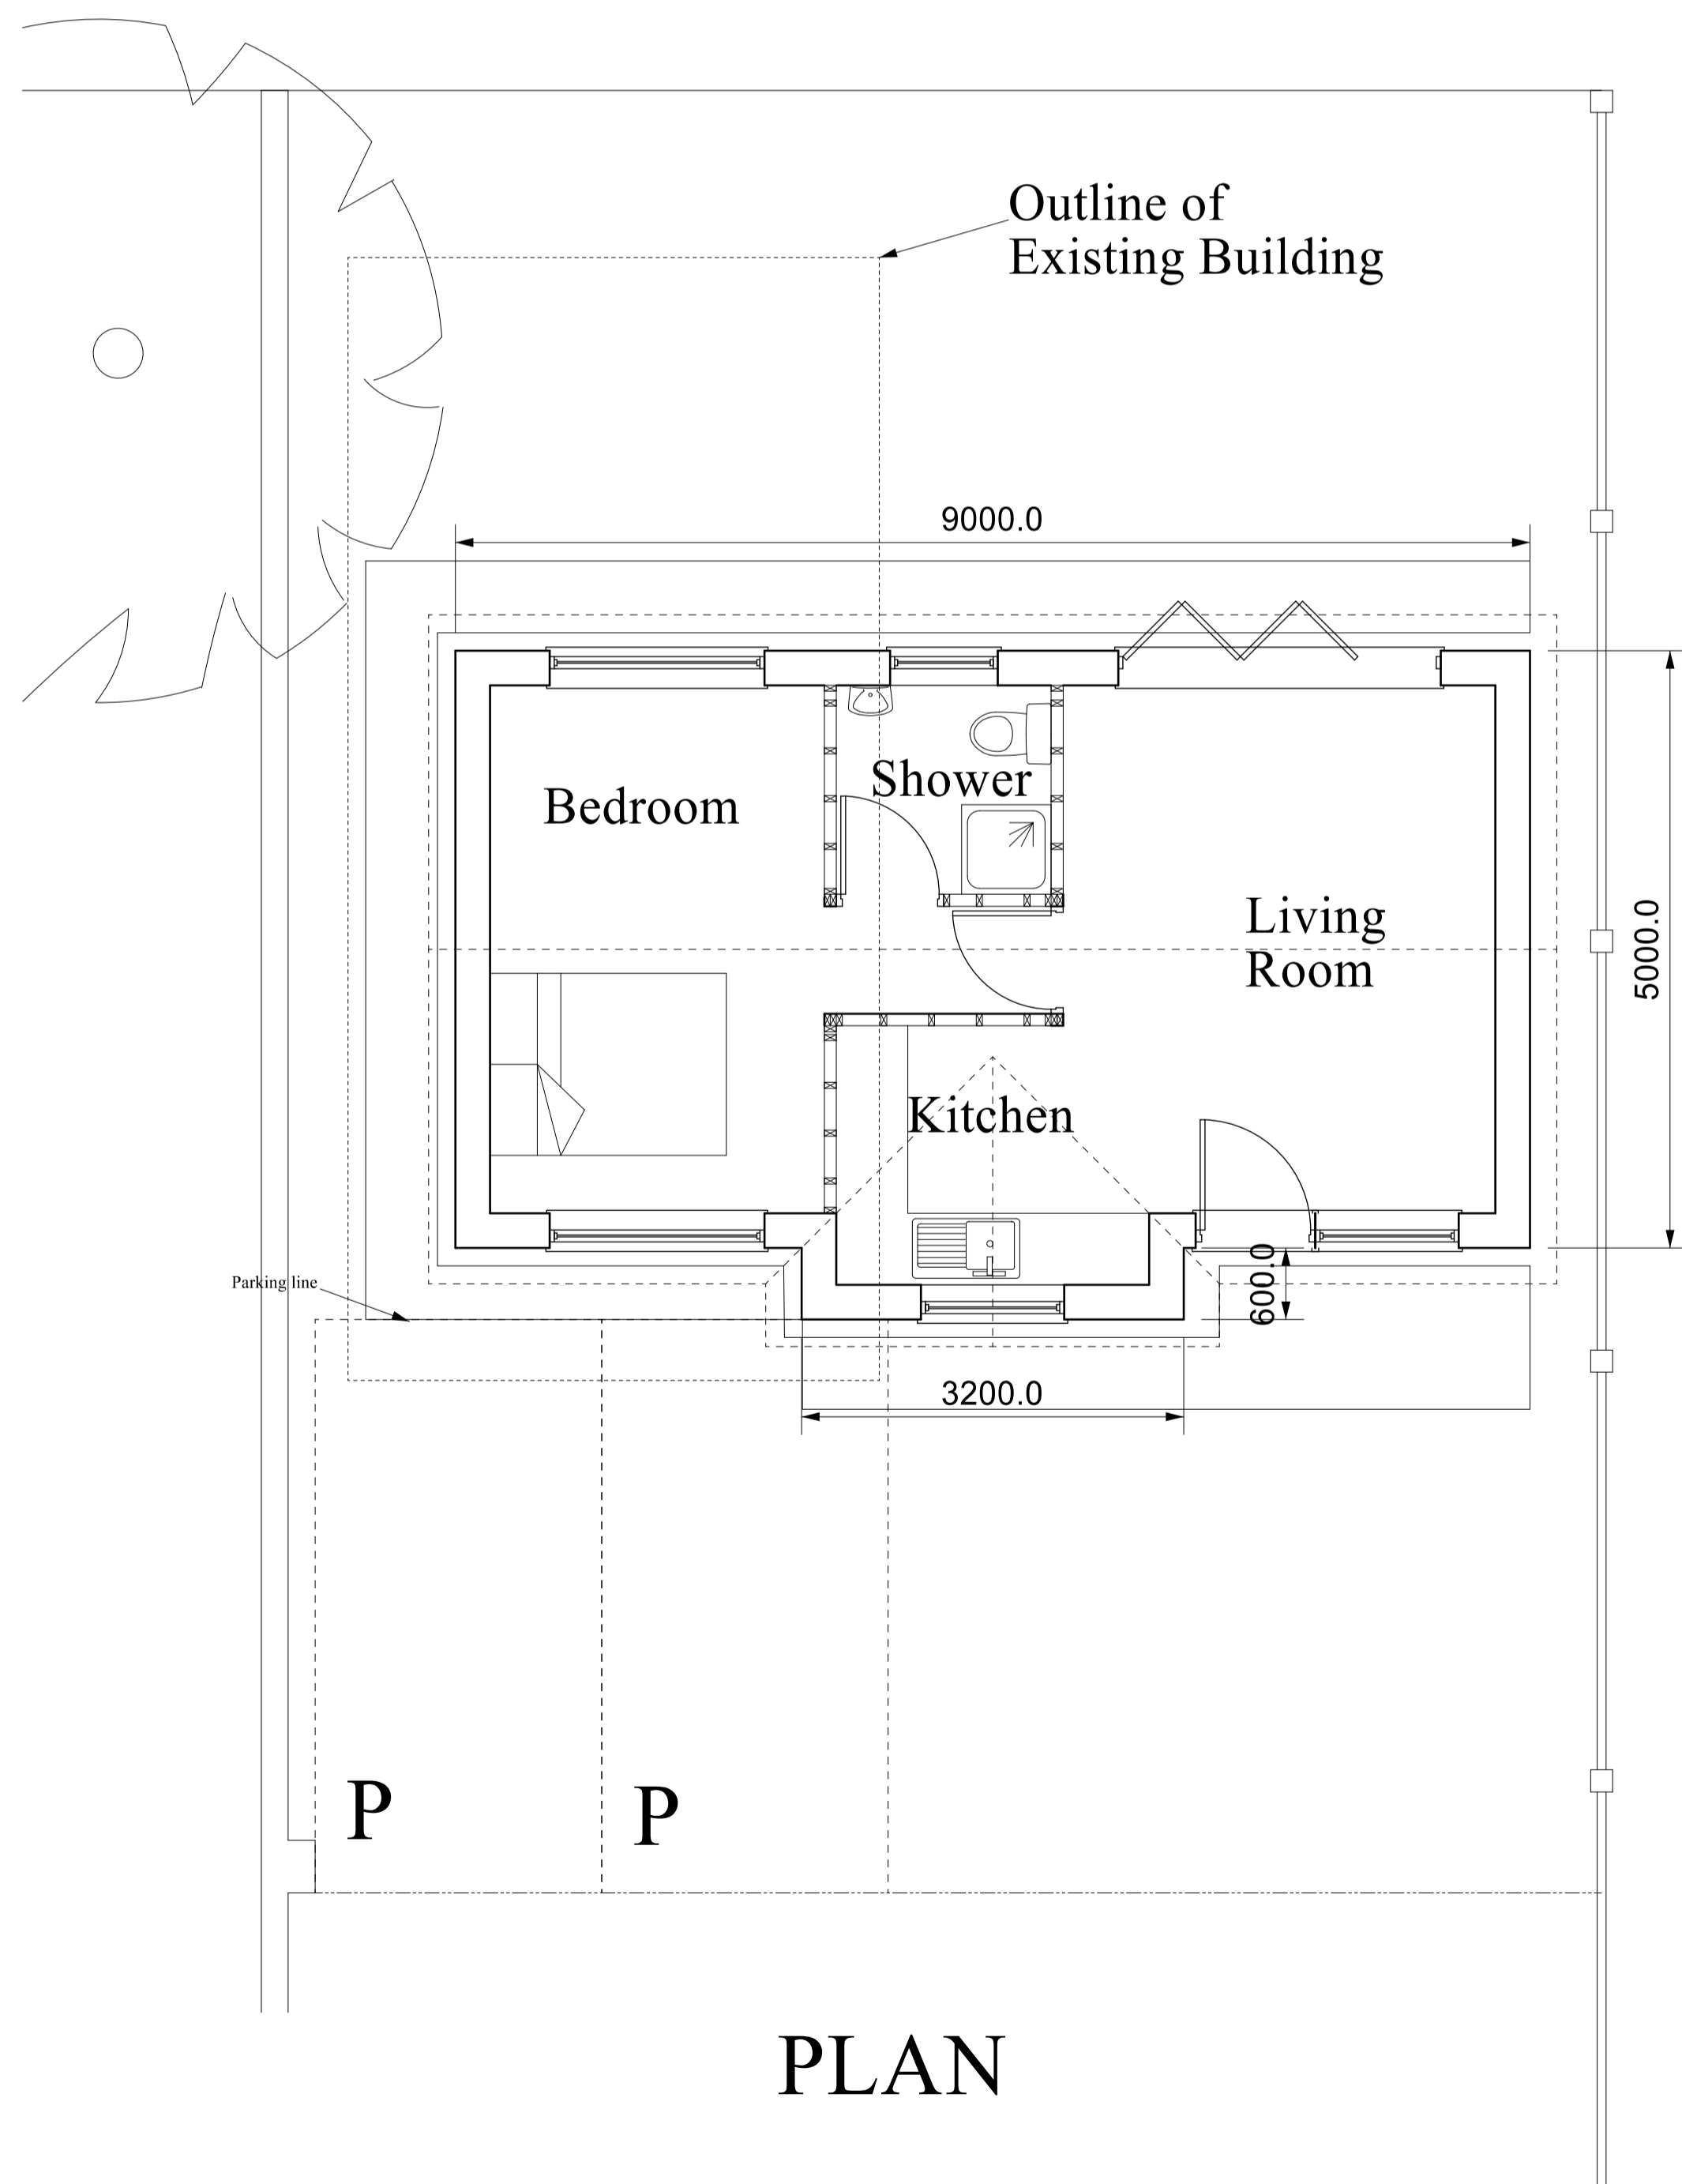 Outline of
Existing Building
9000.0
Shower
Bedroom
Living
Room
5000.0
Kitchen
600.0
Parking line
3200.0
P
P
PLAN